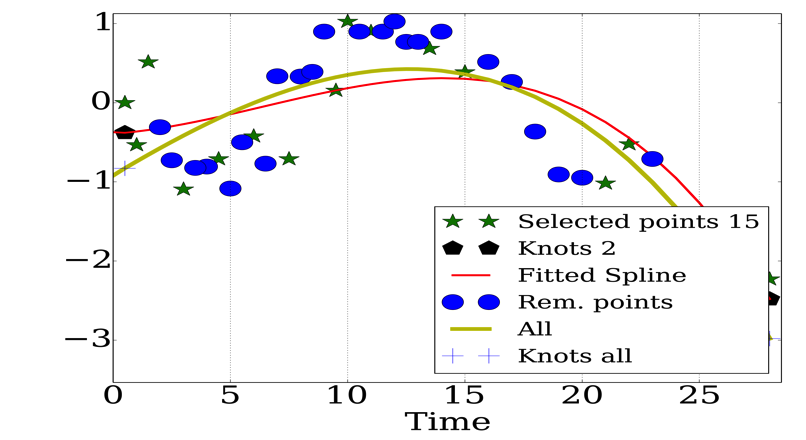 1
0
−1
−2
−3
Selected points 15
Knots 2
Fitted Spline
Rem. points
All
Knots all
0 5 10 15 20 25
Time